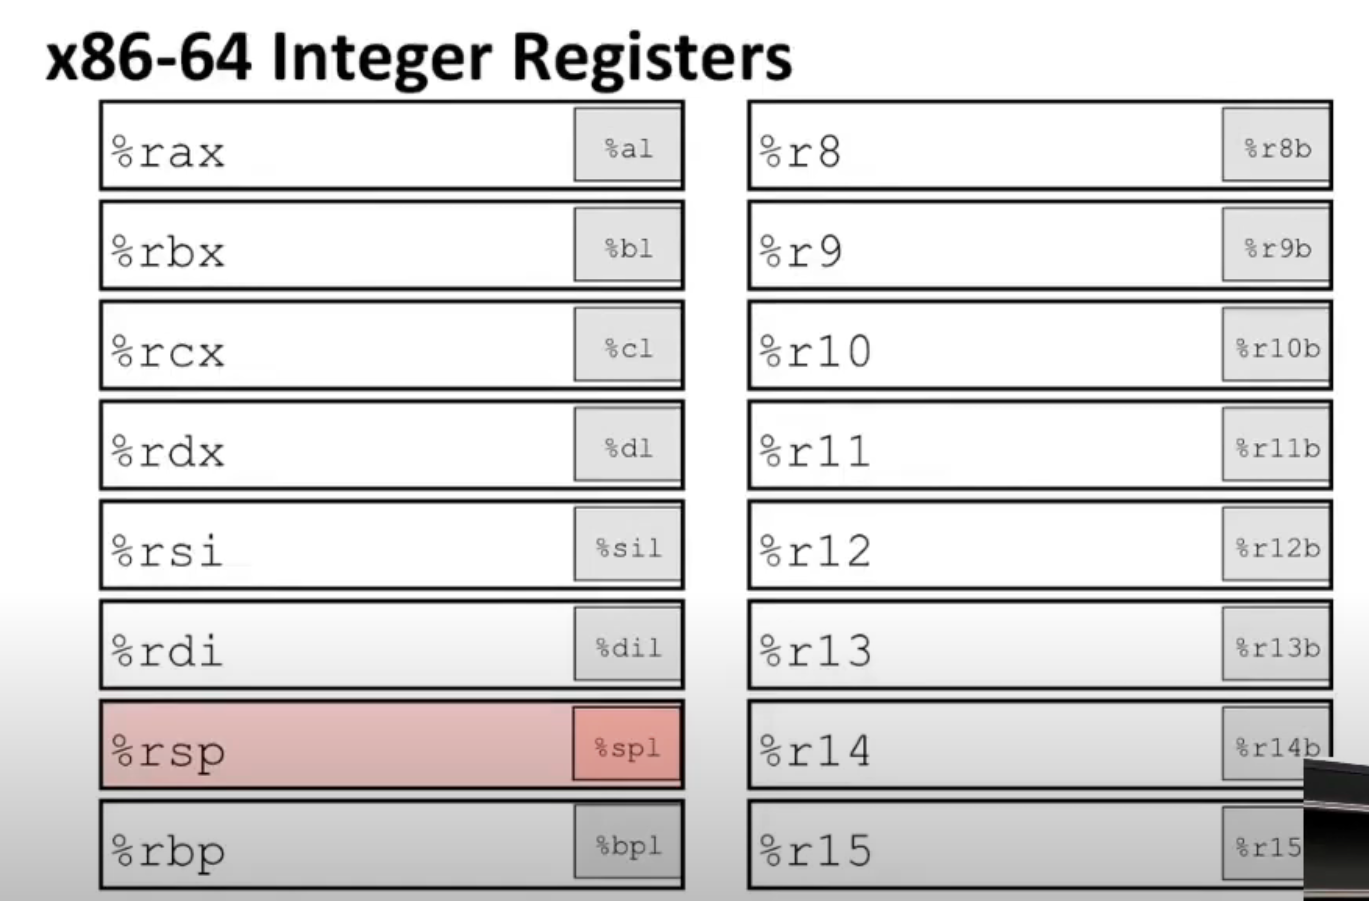 x86-64 Integer Registers
%rax %al %r8 %r8b
%rbx %bl %r9 %r9b
%rcx %cl %r10 %r10b
%rdx %dl %r11 %r11b
%rsi %sil %r12 %r12b
%rdi %dil %r13 %r13b
%rsp %spl %r14 %r14b
%rbp %bpl %r15 %r15